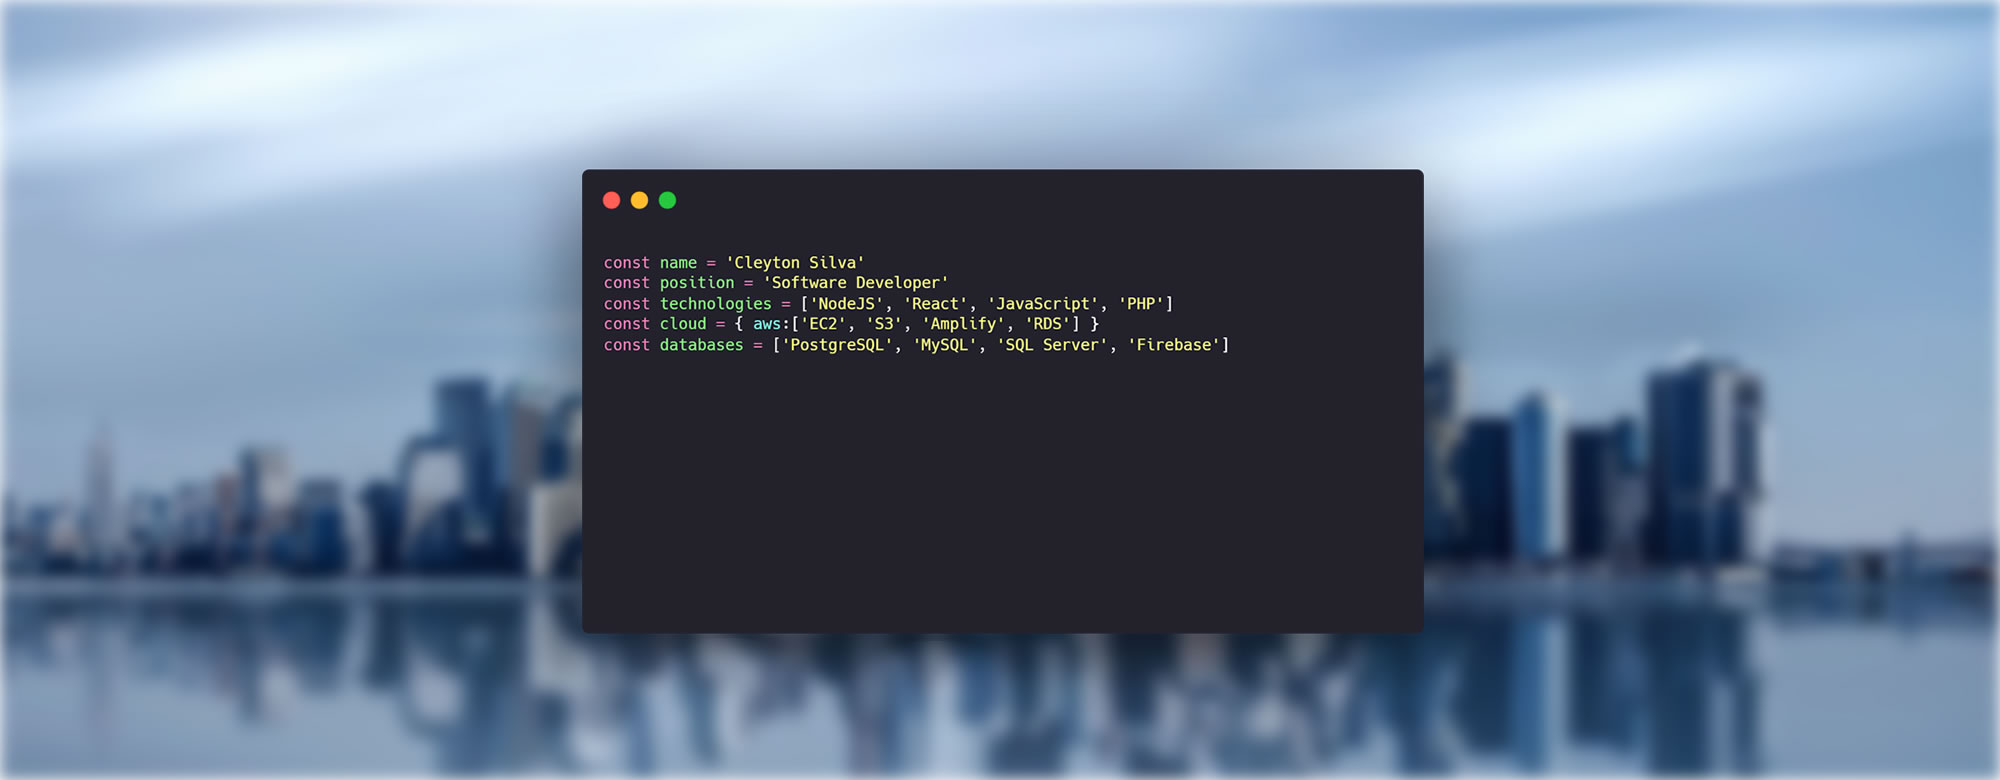 const name = 'Cleyton Silva'
const position = 'Software Developer'
const technologies = ['NodeJS', 'React', 'JavaScript', 'PHP']
const cloud = { aws:['EC2', 'S3', 'Amplify', 'RDS'] }
const databases = ['PostgreSQL', 'MySQL', 'SQL Server', 'Firebase']